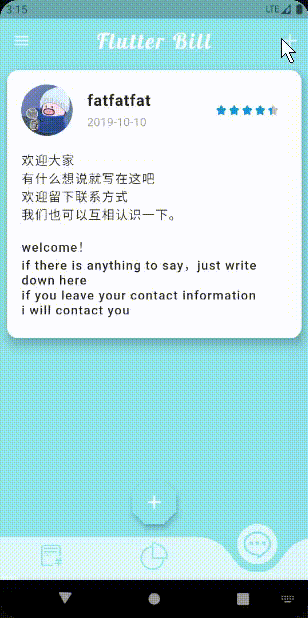 3:15
LTE
Flutter Bill
fatfatfat
2019-10-10
欢迎大家
有什么想说就写在这吧
欢迎留下联系方式
我们也可以互相认识一下。
welcome！
if there is anything to say，just write
down here
if you leave your contact information
i will contact you